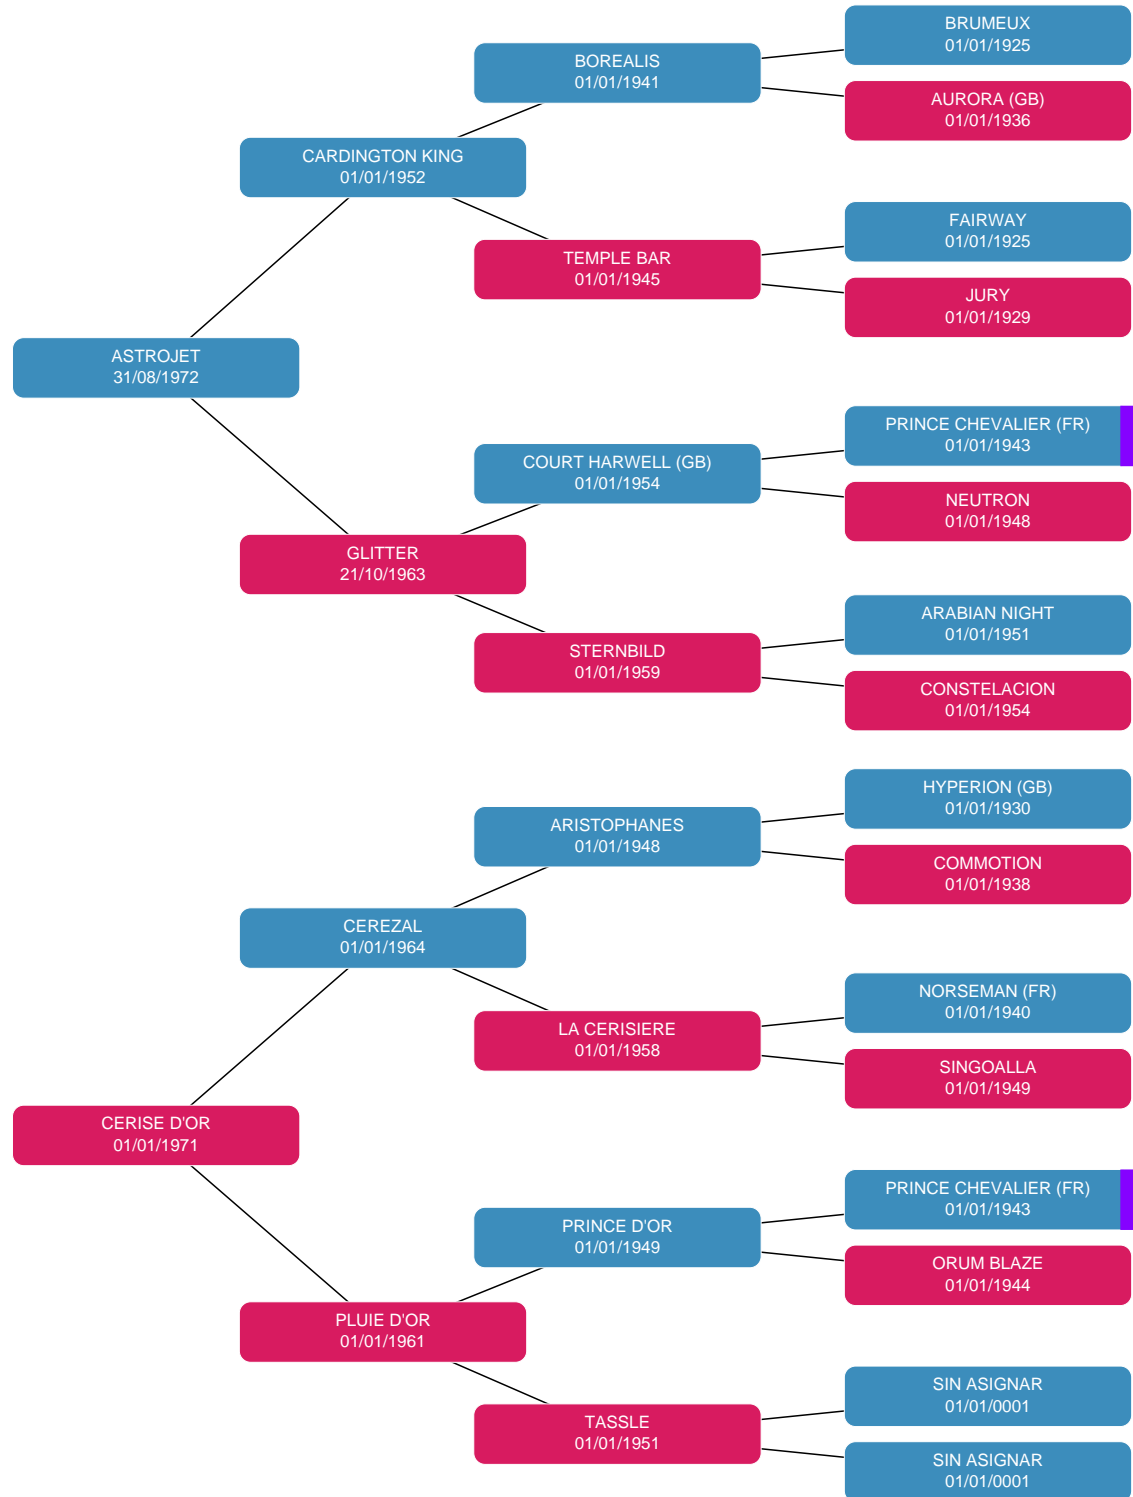 BRUMEUX
01/01/1925
BOREALIS
01/01/1941
AURORA (GB)
01/01/1936
CARDINGTON KING
01/01/1952
FAIRWAY
01/01/1925
TEMPLE BAR
01/01/1945
JURY
01/01/1929
ASTROJET
31/08/1972
PRINCE CHEVALIER (FR)
01/01/1943
COURT HARWELL (GB)
01/01/1954
NEUTRON
01/01/1948
GLITTER
21/10/1963
ARABIAN NIGHT
01/01/1951
STERNBILD
01/01/1959
CONSTELACION
01/01/1954
HYPERION (GB)
01/01/1930
ARISTOPHANES
01/01/1948
COMMOTION
01/01/1938
CEREZAL
01/01/1964
NORSEMAN (FR)
01/01/1940
LA CERISIERE
01/01/1958
SINGOALLA
01/01/1949
CERISE D'OR
01/01/1971
PRINCE CHEVALIER (FR)
01/01/1943
PRINCE D'OR
01/01/1949
ORUM BLAZE
01/01/1944
PLUIE D'OR
01/01/1961
SIN ASIGNAR
01/01/0001
TASSLE
01/01/1951
SIN ASIGNAR
01/01/0001